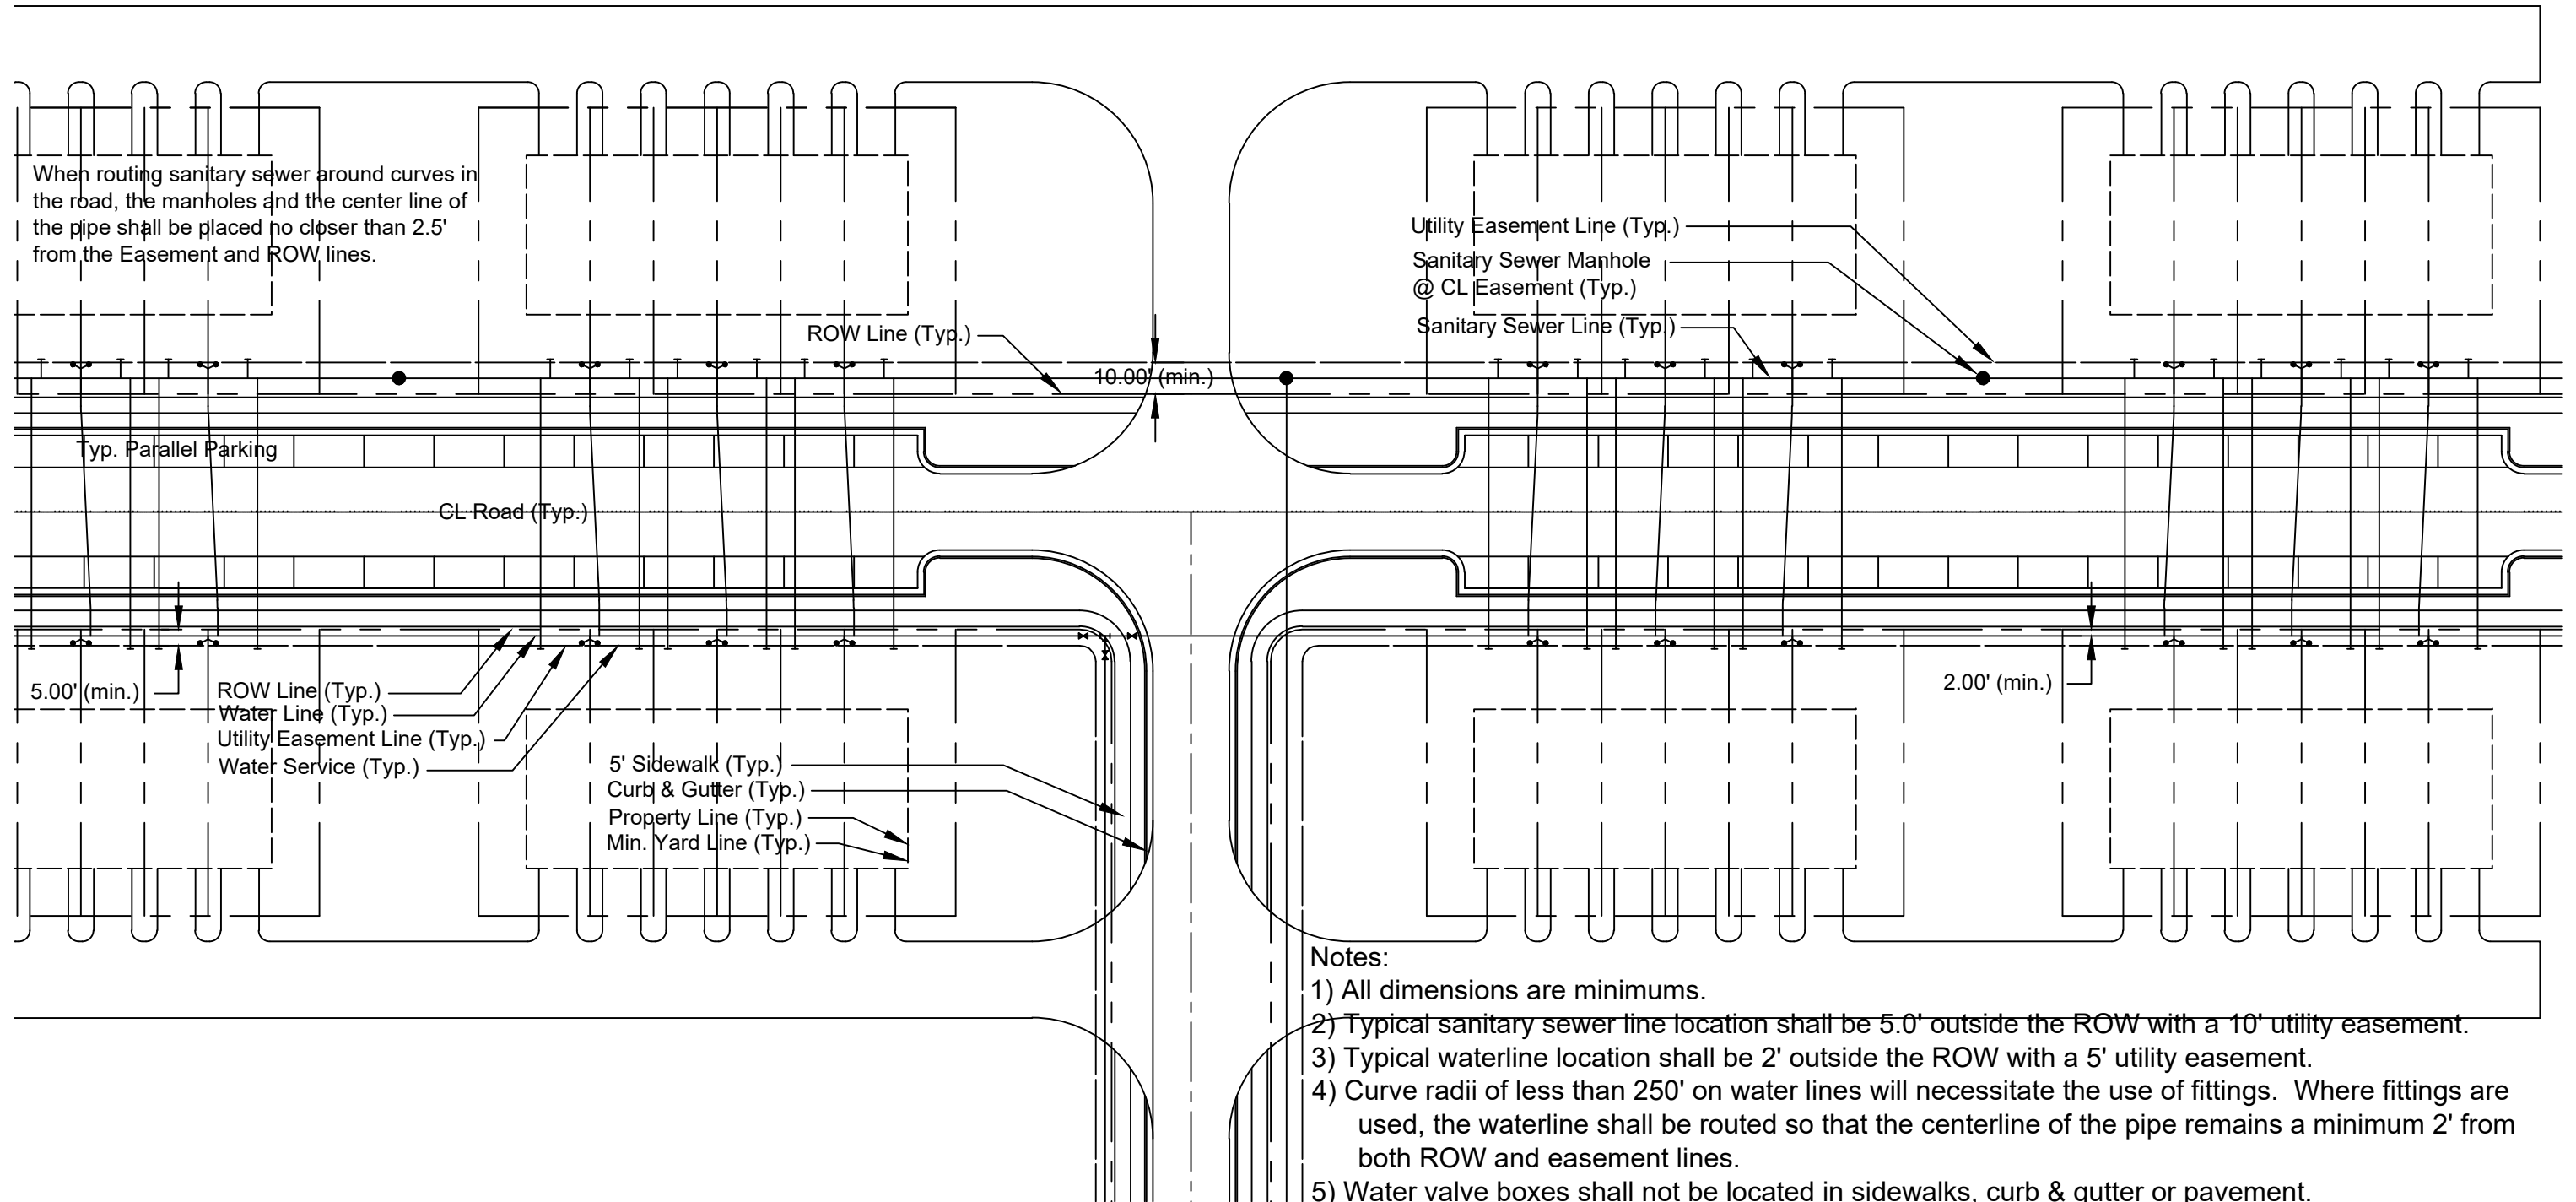 When routing sanitary sewer around curves in
the road, the manholes and the center line of
the pipe shall be placed no closer than 2.5'
from the Easement and ROW lines.
Utility Easement Line (Typ.)
Sanitary Sewer Manhole
@ CL Easement (Typ.)
Sanitary Sewer Line (Typ.)
ROW Line (Typ.)
10.00' (min.)
Typ. Parallel Parking
CL Road (Typ.)
5.00' (min.)
ROW Line (Typ.)
Water Line (Typ.)
Utility Easement Line (Typ.)
Water Service (Typ.)
2.00' (min.)
5' Sidewalk (Typ.)
Curb & Gutter (Typ.)
Property Line (Typ.)
Min. Yard Line (Typ.)
Notes:
1) All dimensions are minimums.
2) Typical sanitary sewer line location shall be 5.0' outside the ROW with a 10' utility easement.
3) Typical waterline location shall be 2' outside the ROW with a 5' utility easement.
4) Curve radii of less than 250' on water lines will necessitate the use of fittings.  Where fittings are
used, the waterline shall be routed so that the centerline of the pipe remains a minimum 2' from
both ROW and easement lines.
5) Water valve boxes shall not be located in sidewalks, curb & gutter or pavement.